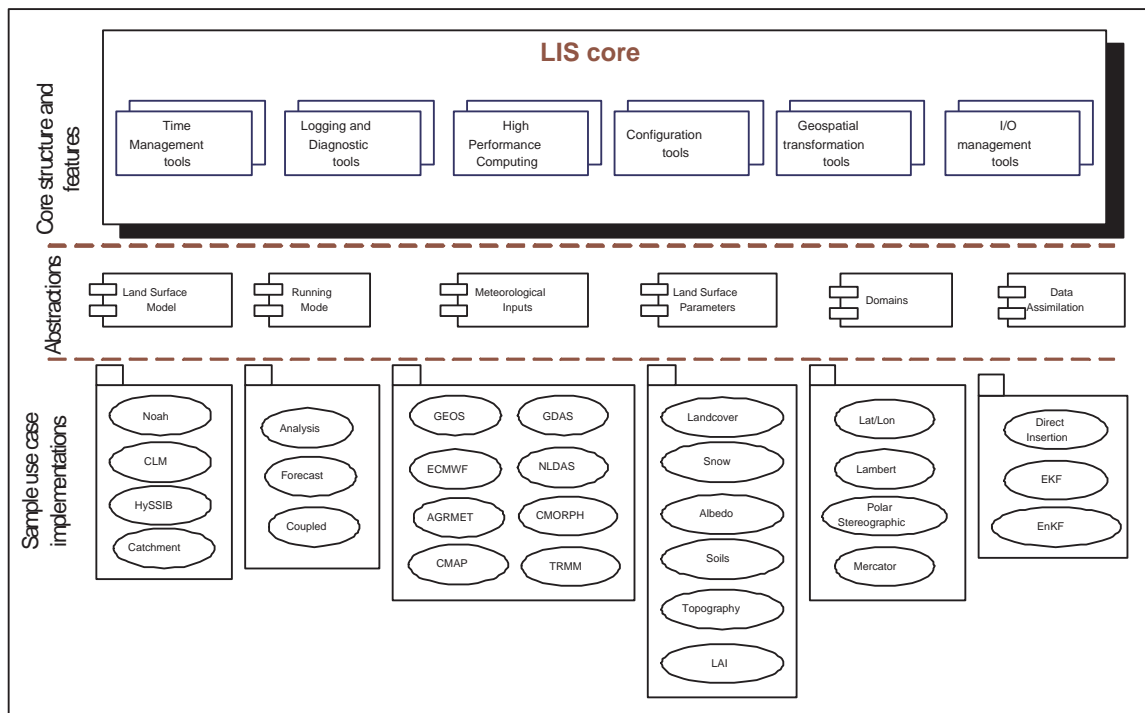 LIS core
Core structure and
features
Time
Management
tools
Logging and
Diagnostic
tools
High
Performance
Computing
Configuration
tools
Geospatial
transformation
tools
I/O
management
tools
Abstractions
Land Surface
Model
Running
Mode
Meteorological
Inputs
Land Surface
Parameters
Domains
Data
Assimilation
Sample use case
implementations
Noah
CLM
HySSIB
Catchment
Analysis
Forecast
Coupled
GEOS
GDAS
ECMWF
NLDAS
AGRMET
CMORPH
CMAP
TRMM
Landcover
Snow
Albedo
Soils
Topography
LAI
Lat/Lon
Lambert
Polar
Stereographic
Mercator
Direct
Insertion
EKF
EnKF